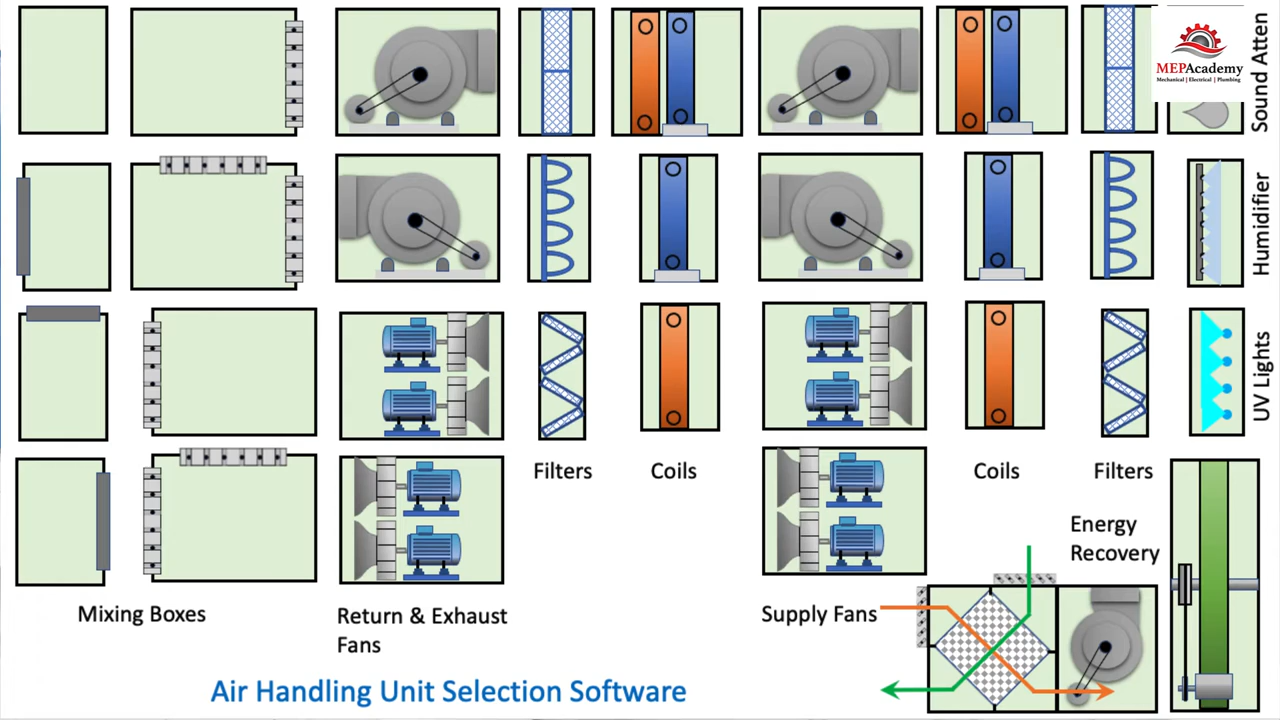 MEPAcademy
Mechanical | Electrical | Plumbing
Sound Atten
Humidifier
UV Lights
Filters
Coils
Coils
Filters
Energy
Recovery
Mixing Boxes
Return & Exhaust
Fans
Supply Fans
Air Handling Unit Selection Software